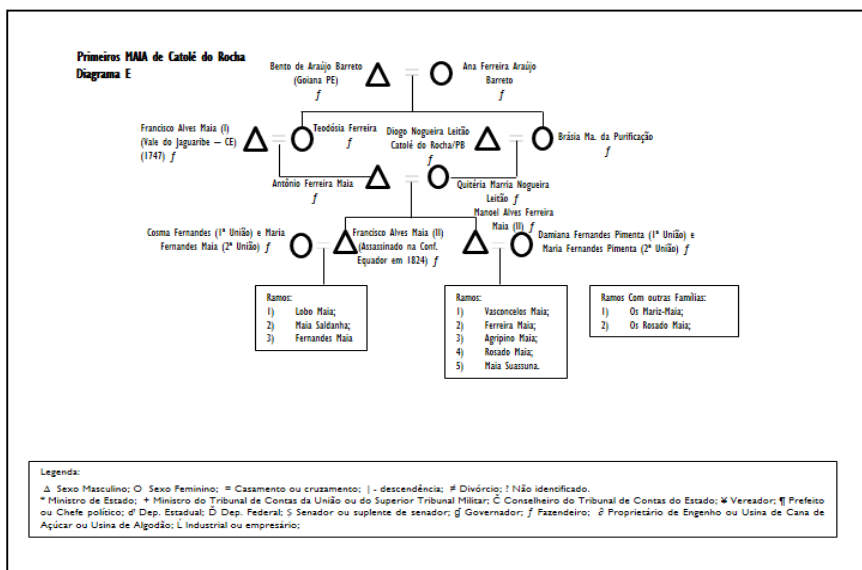 Primeiros MAIA de Catolé do Rocha
Diagrama E
Bento de Araújo Barreto
(Goiana PE)
ƒ
Ana Ferreira Araújo
Barreto
ƒ
Francisco Alves Maia (I)
(Vale do Jaguaribe – CE)
(1747) ƒ
Teodósia Ferreira
ƒ
Diogo Nogueira Leitão
Catolé do Rocha/PB
ƒ
Brásia Ma. da Purificação
ƒ
Antônio Ferreira Maia
ƒ
Quitéria Marria Nogueira
Leitão ƒ
Manoel Alves Ferreira
Maia (II) ƒ
Cosma Fernandes (1ª União) e Maria
Fernandes Maia (2ª União) ƒ
Francisco Alves Maia (II)
(Assassinado na Conf.
Equador em 1824) ƒ
Damiana Fernandes Pimenta (1ª União) e
Maria Fernandes Pimenta (2ª União) ƒ
Ramos:
1) Lobo Maia;
2) Maia Saldanha;
3) Fernandes Maia
Ramos:
1) Vasconcelos Maia;
2) Ferreira Maia;
3) Agripino Maia;
4) Rosado Maia;
5) Maia Suassuna.
Ramos Com outras Famílias:
1) Os Mariz-Maia;
2) Os Rosado Maia;
Legenda:
Δ Sexo Masculino; O Sexo Feminino; = Casamento ou cruzamento; | - descendência; ≠ Divórcio; ? Não identificado.
* Ministro de Estado; + Ministro do Tribunal de Contas da União ou do Superior Tribunal Militar; Č Conselheiro do Tribunal de Contas do Estado; ¥ Vereador; ¶ Prefeito
ou Chefe político; ď Dep. Estadual; Ď Dep. Federal; $ Senador ou suplente de senador; ɠ Governador; ƒ Fazendeiro; ∂ Proprietário de Engenho ou Usina de Cana de
Açúcar ou Usina de Algodão; Ĺ Industrial ou empresário;